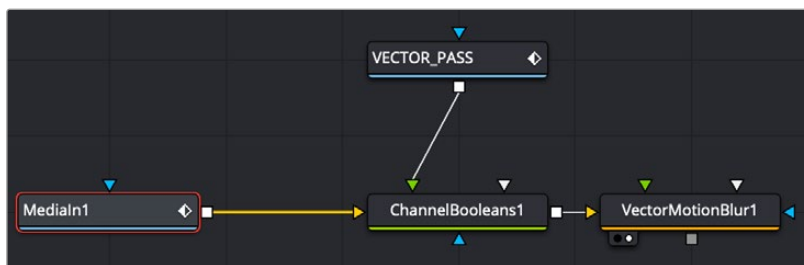 VECTOR_PASS
MediaIn1
ChannelBooleans1
VectorMotionBlur1